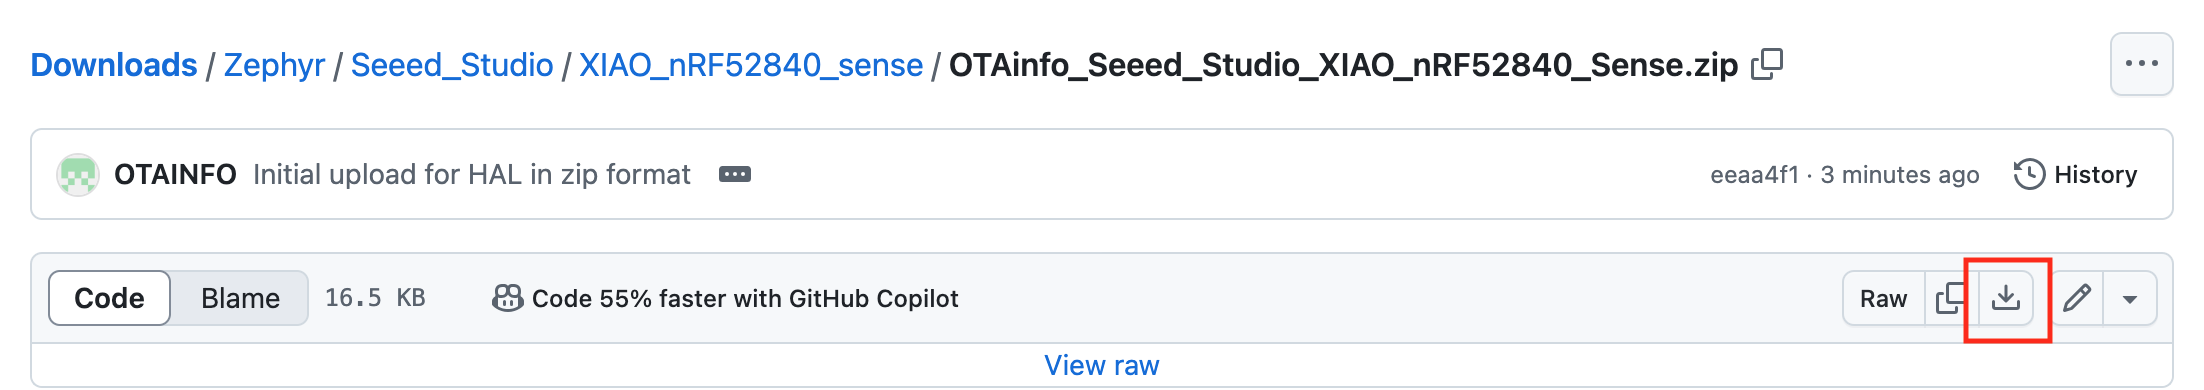 Downloads / Zephyr / Seeed_Studio / XIAO_nRF52840_sense / OTAinfo_Seeed_Studio_XIAO_nRF52840_Sense.zip
OTAINFO Initial upload for HAL in zip format eeaa4f1 · 3 minutes ago History
Code Blame 16.5 KB Code 55% faster with GitHub Copilot Raw
View raw